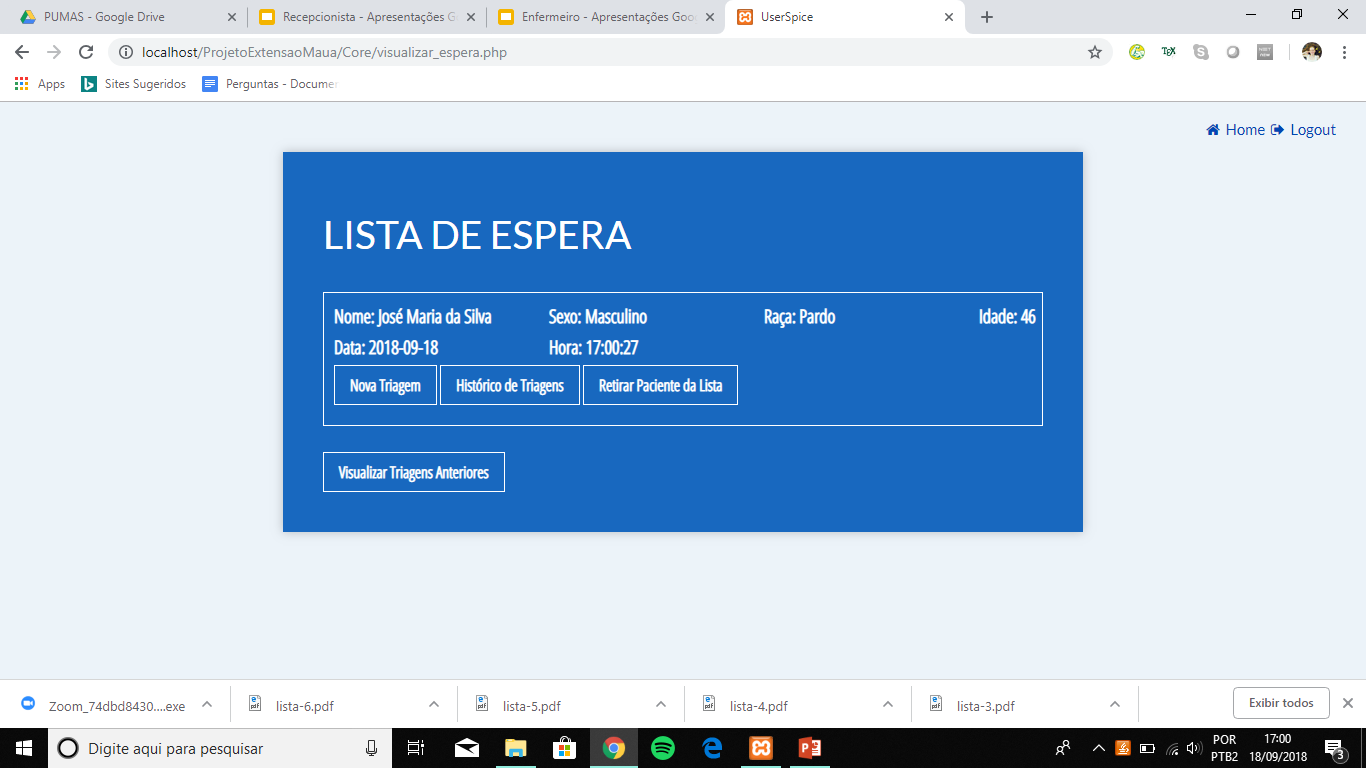 PUMAS - Google Drive
Recepcionista - Apresentações G
Enfermeiro - Apresentações Goo
UserSpice
localhost/ProjetoExtensaoMaua/Core/visualizar_espera.php
Apps
Sites Sugeridos
Perguntas - Documen
Home Logout
LISTA DE ESPERA
Nome: José Maria da Silva Sexo: Masculino Raça: Pardo Idade: 46
Data: 2018-09-18 Hora: 17:00:27
Nova Triagem Histórico de Triagens Retirar Paciente da Lista
Visualizar Triagens Anteriores
Zoom_74dbd8430....exe lista-6.pdf lista-5.pdf lista-4.pdf lista-3.pdf Exibir todos
Digite aqui para pesquisar
POR
PTB2
17:00
18/09/2018
3